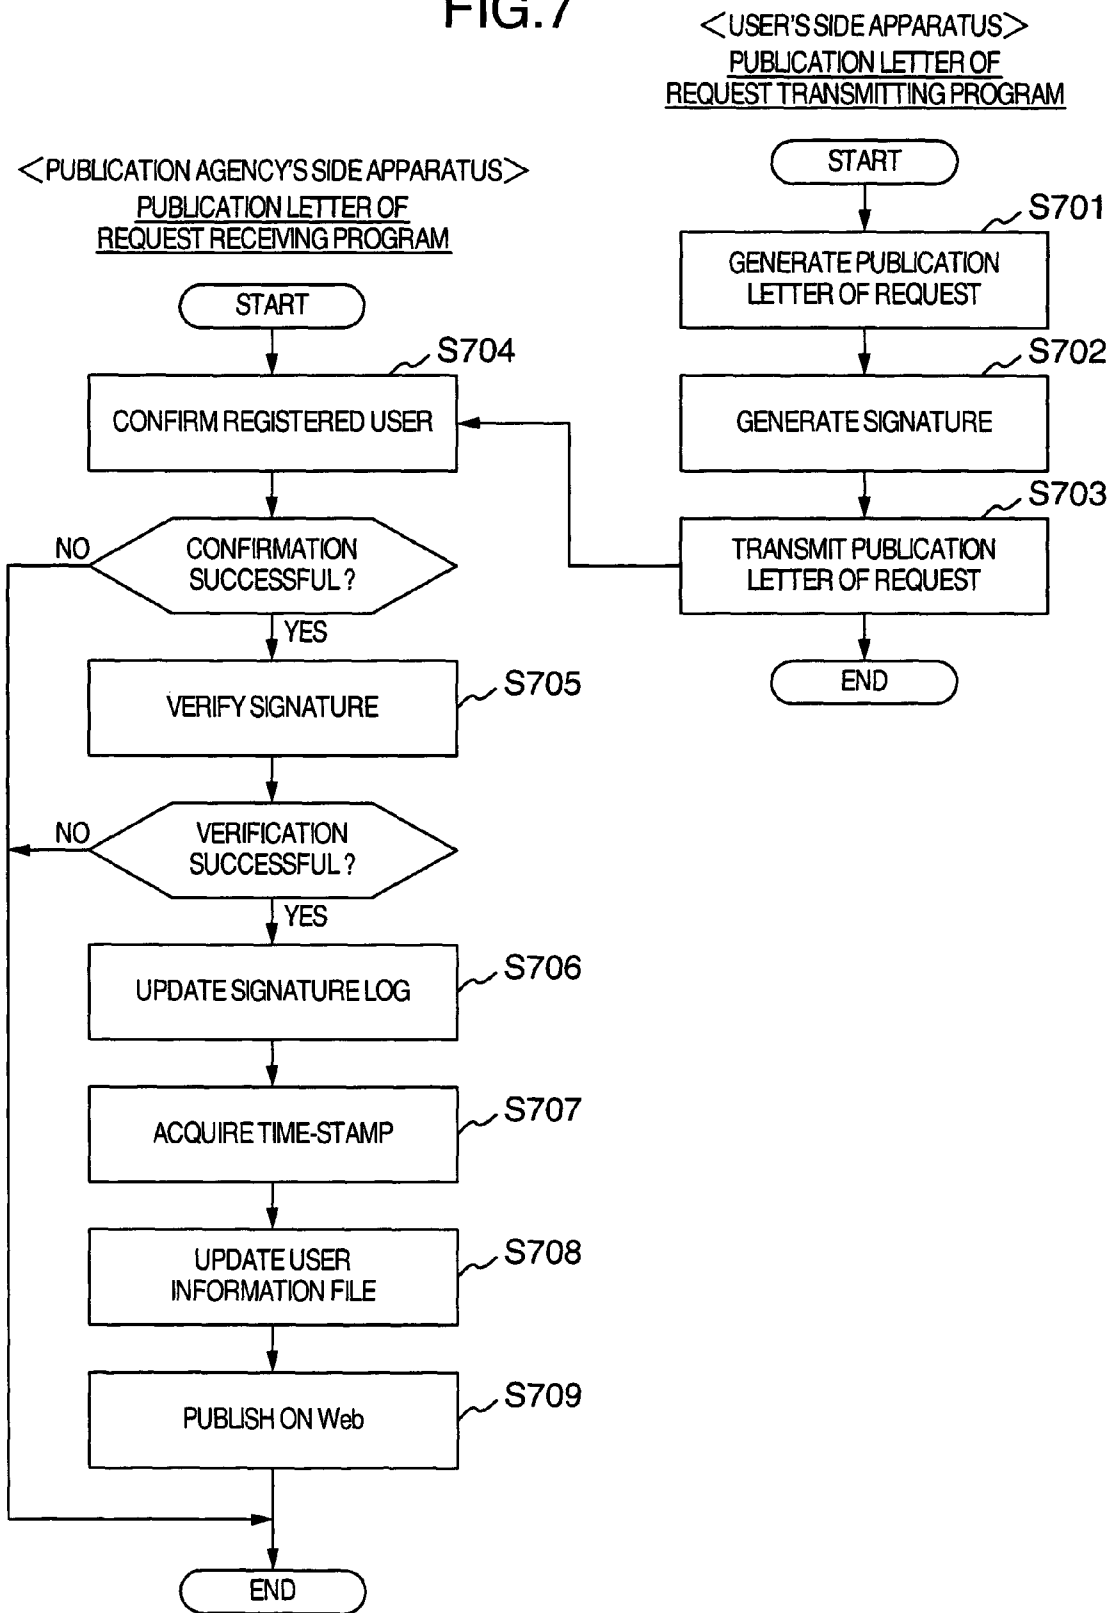 FIG.7
<USER'S SIDE APPARATUS>
PUBLICATION LETTER OF
REQUEST TRANSMITTING PROGRAM
START
S701
GENERATE PUBLICATION
LETTER OF REQUEST
S702
GENERATE SIGNATURE
S703
TRANSMIT PUBLICATION
LETTER OF REQUEST
END
<PUBLICATION AGENCY'S SIDE APPARATUS>
PUBLICATION LETTER OF
REQUEST RECEIVING PROGRAM
START
S704
CONFIRM REGISTERED USER
NO
CONFIRMATION
SUCCESSFUL?
YES
S705
VERIFY SIGNATURE
NO
VERIFICATION
SUCCESSFUL?
YES
S706
UPDATE SIGNATURE LOG
S707
ACQUIRE TIME-STAMP
S708
UPDATE USER
INFORMATION FILE
S709
PUBLISH ON Web
END